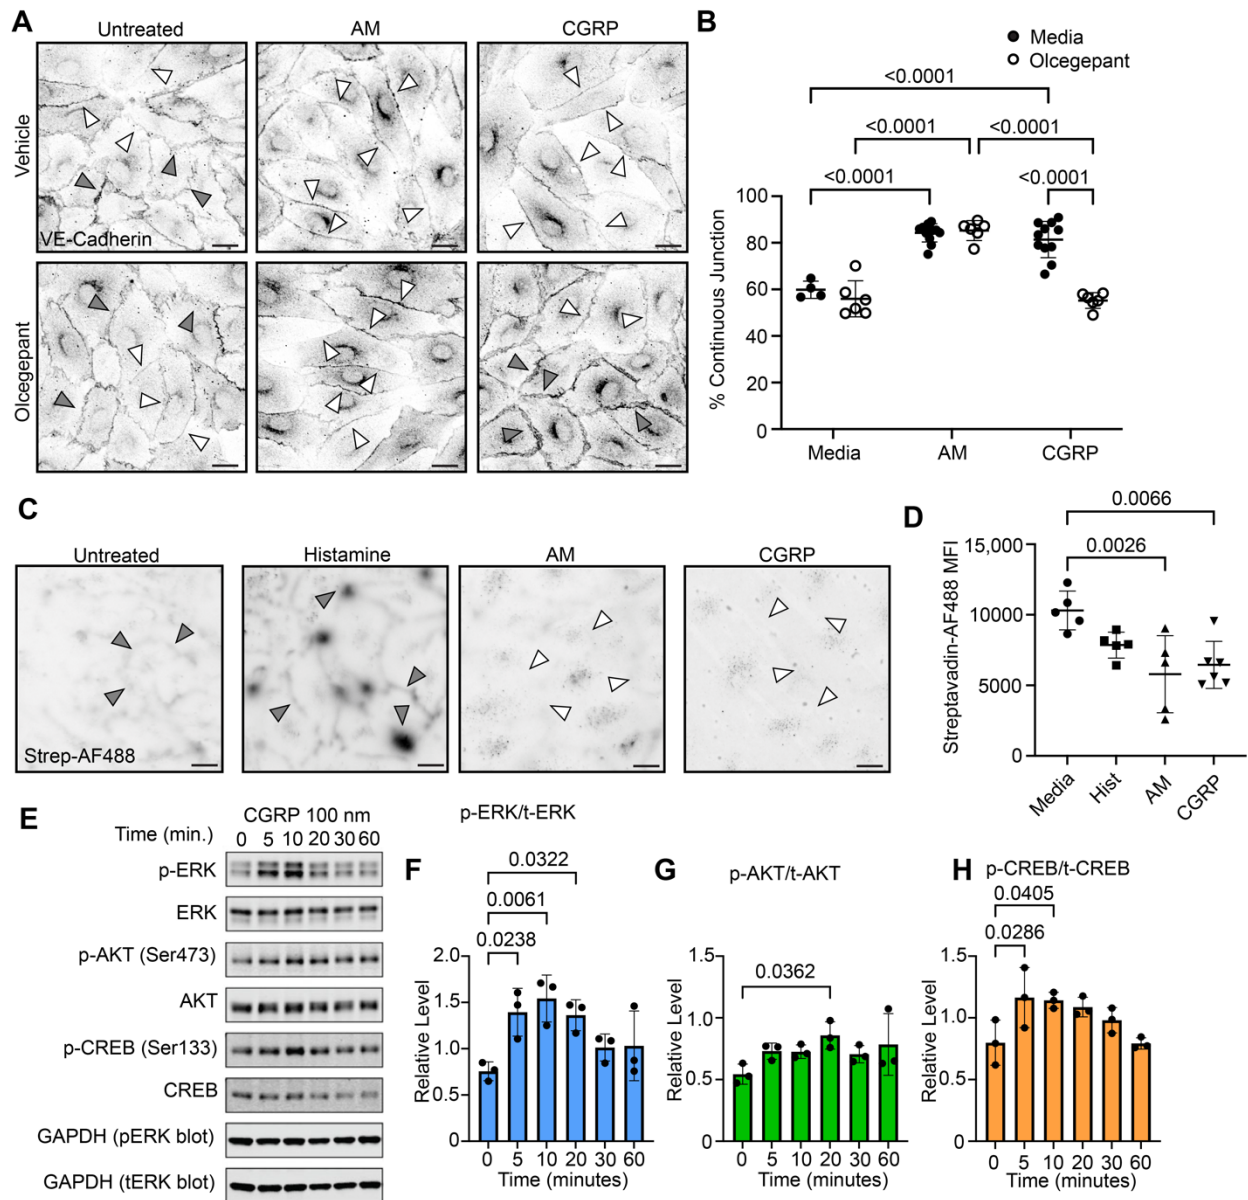 A
Untreated
AM
CGRP
Vehicle
VE-Cadherin
Olcegepant
B
Media
Olcegepant
<0.0001
<0.0001
<0.0001
<0.0001
<0.0001
% Continuous Junction
100
80
60
40
20
0
Media
AM
CGRP
C
Untreated
Histamine
AM
CGRP
Strep-AF488
D
0.0066
0.0026
Streptavadin-AF488 MFI
15,000
10000
5000
0
Media
Hist
AM
CGRP
E
CGRP 100 nm
Time (min.)
0 5 10 20 30 60
p-ERK
ERK
p-AKT (Ser473)
AKT
p-CREB (Ser133)
CREB
GAPDH (pERK blot)
GAPDH (tERK blot)
p-ERK/t-ERK
F
0.0322
0.0061
0.0238
Relative Level
2.0
1.5
1.0
0.5
0
0 5 10 20 30 60
Time (minutes)
G
p-AKT/t-AKT
0.0362
Relative Level
1.5
1.0
0.5
0
0 5 10 20 30 60
Time (minutes)
H
p-CREB/t-CREB
0.0405
0.0286
Relative Level
1.5
1.0
0.5
0
0 5 10 20 30 60
Time (minutes)